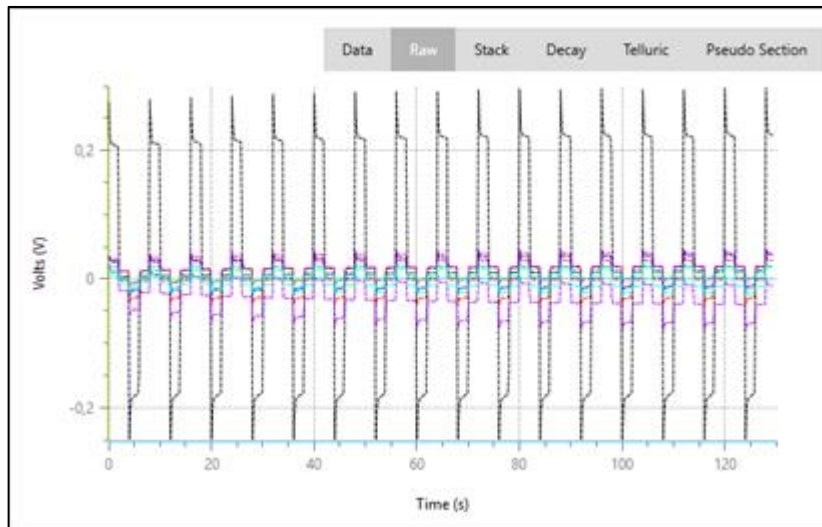 Data Raw Stack Decay Telluric Pseudo Section
0,2
Volts (V)
0
-0,2
0 20 40 60 80 100 120
Time (s)